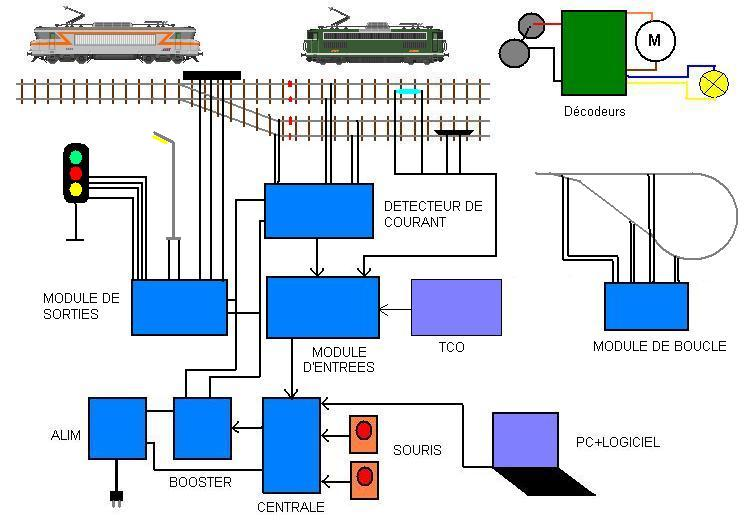 M
Décodeurs
DETECTEUR DE
COURANT
MODULE DE
SORTIES
MODULE
D'ENTREES
TCO
MODULE DE BOUCLE
ALIM
BOOSTER
CENTRALE
SOURIS
PC+LOGICIEL